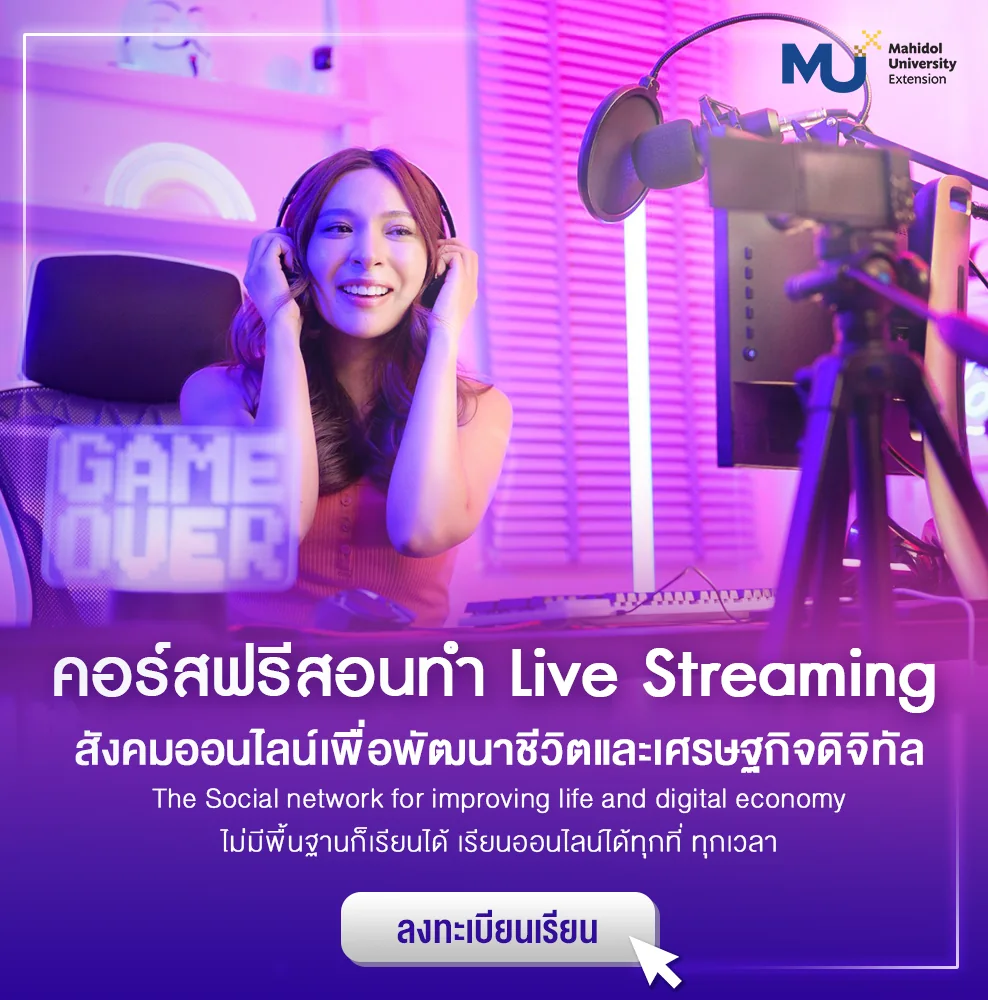 MU Mahidol
University
Extension
GAME
OVER
คอร์สฟรีสอนทำ Live Streaming
สังคมออนไลน์เพื่อพัฒนาชีวิตและเศรษฐกิจดิจิทัล
The Social network for improving life and digital economy
ไม่มีพื้นฐานก็เรียนได้ เรียนออนไลน์ได้ทุกที่ ทุกเวลา
ลงทะเบียนเรียน